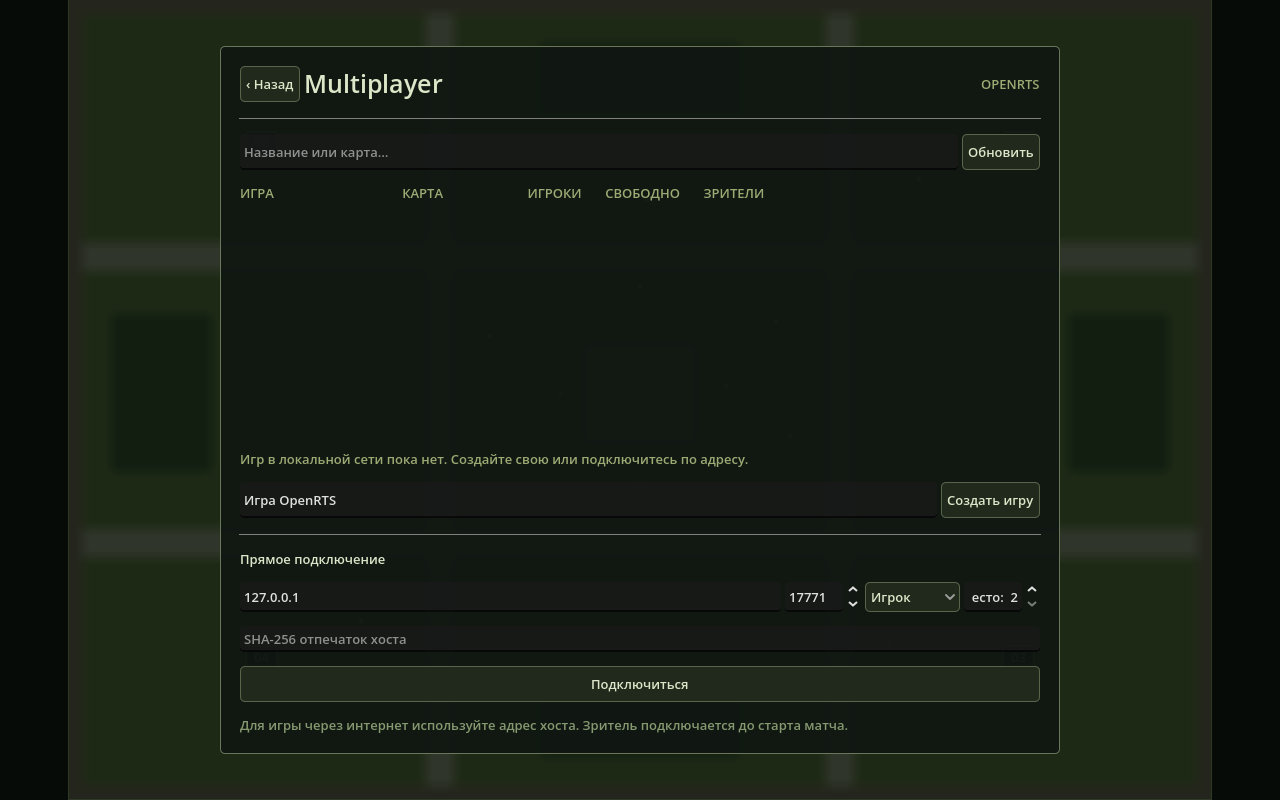 ‹ Назад Multiplayer OPENRTS
Название или карта... Обновить
ИГРА КАРТА ИГРОКИ СВОБОДНО ЗРИТЕЛИ
Игр в локальной сети пока нет. Создайте свою или подключитесь по адресу.
Игра OpenRTS Создать игру
Прямое подключение
127.0.0.1 17771 Игрок есто: 2
SHA-256 отпечаток хоста
Подключиться
Для игры через интернет используйте адрес хоста. Зритель подключается до старта матча.